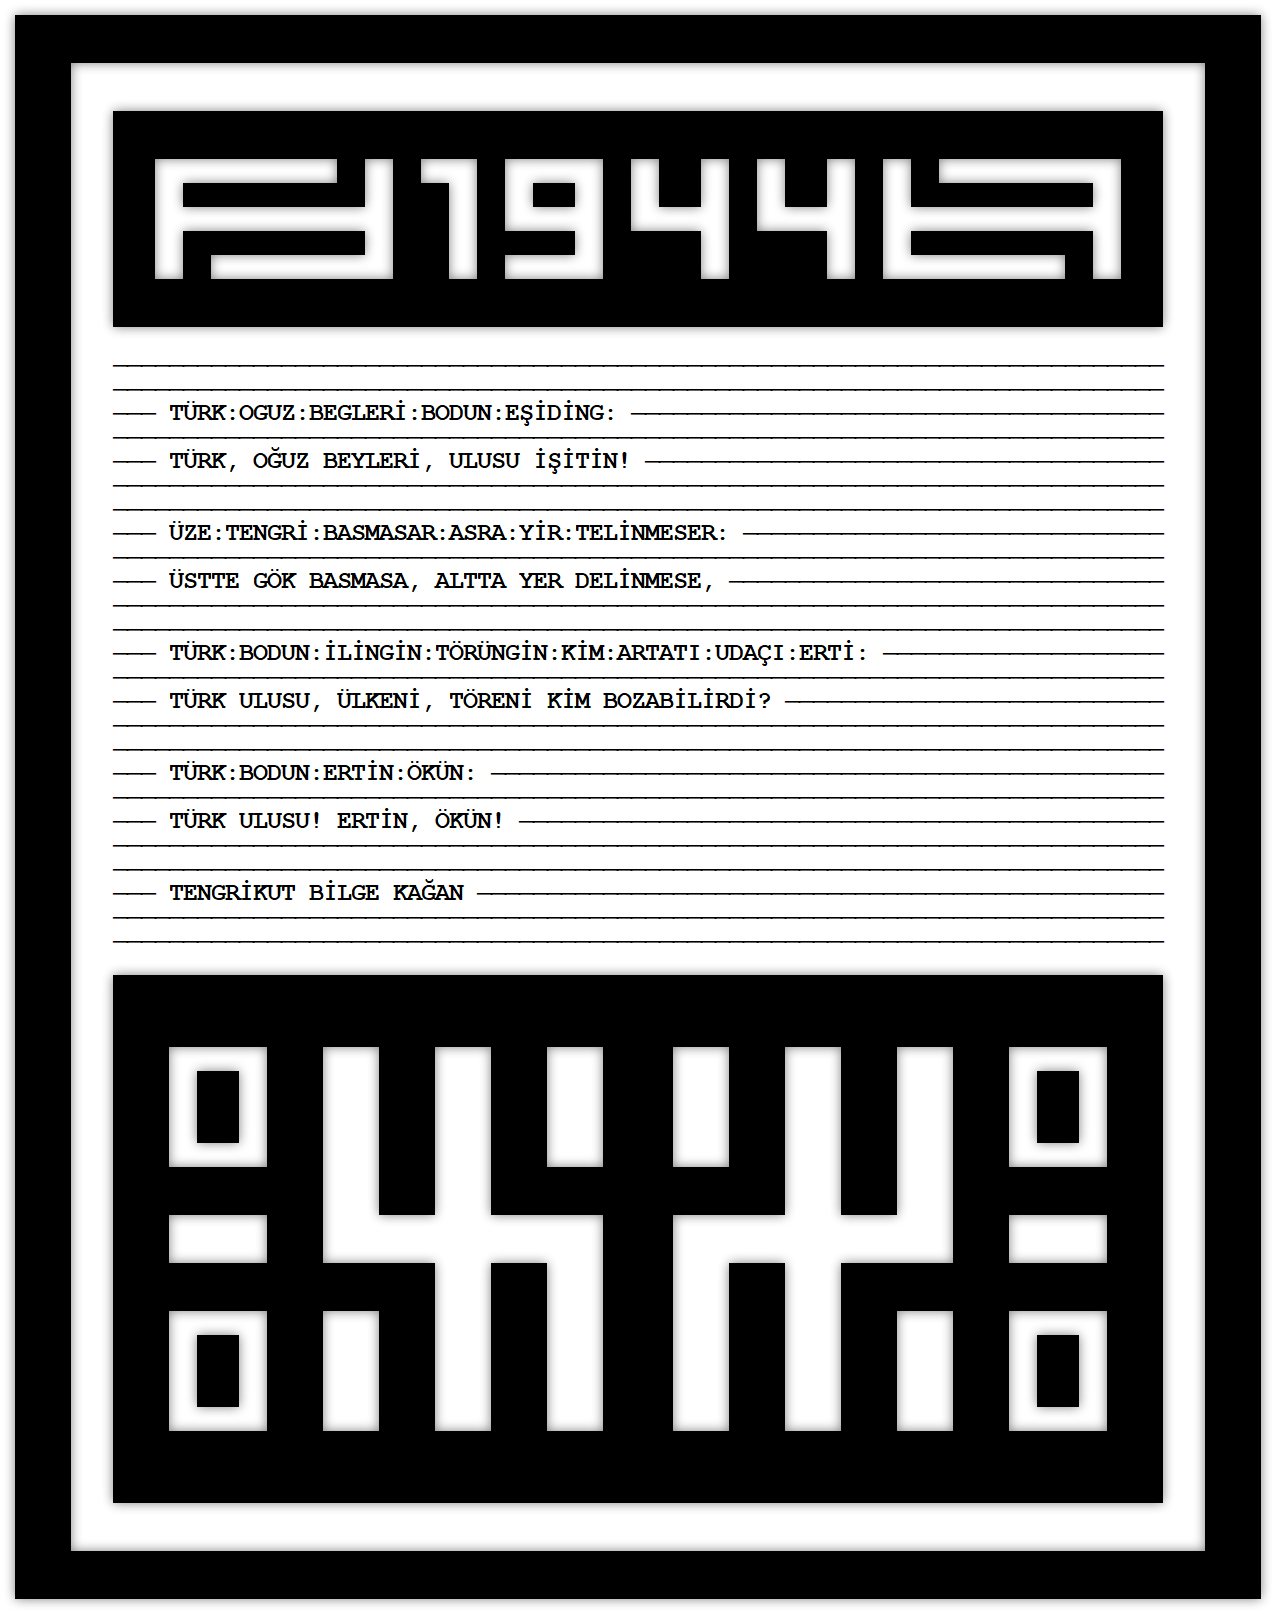 1944
TÜRK:OGUZ:BEGLERİ:BODUN:EŞİDİNG:
TÜRK, OĞUZ BEYLERİ, ULUSU İŞİTİN!
ÜZE:TENGRİ:BASMASAR:ASRA:YİR:TELİNMESER:
ÜSTTE GÖK BASMASA, ALTTA YER DELİNMESE,
TÜRK:BODUN:İLİNGİN:TÖRÜNGİN:KİM:ARTATI:UDAÇI:ERTİ:
TÜRK ULUSU, ÜLKENİ, TÖRENİ KİM BOZABİLİRDİ?
TÜRK:BODUN:ERTİN:ÖKÜN:
TÜRK ULUSU! ERTİN, ÖKÜN!
TENGRİKUT BİLGE KAĞAN